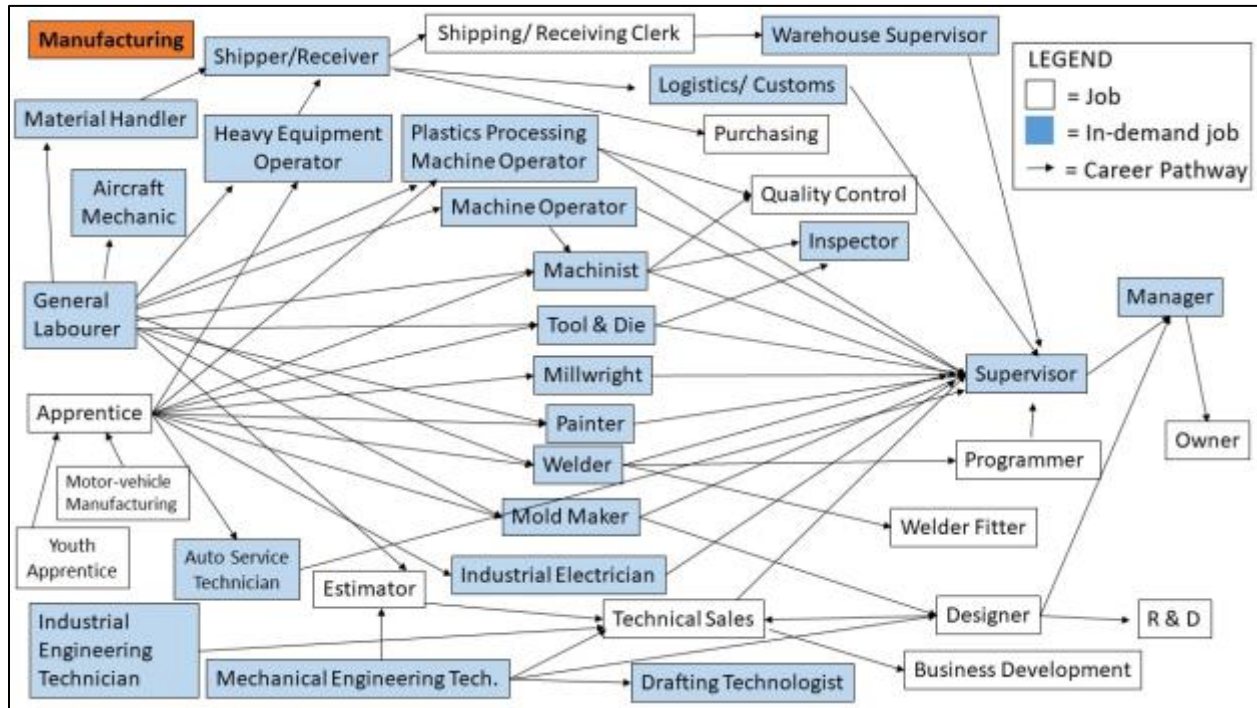 Manufacturing
Shipping/ Receiving Clerk
Warehouse Supervisor
Shipper/Receiver
LEGEND
= Job
= In-demand job
= Career Pathway
Logistics/ Customs
Material Handler
Heavy Equipment
Operator
Plastics Processing
Machine Operator
Purchasing
Aircraft
Mechanic
Quality Control
Machine Operator
Inspector
Machinist
General
Labourer
Manager
Tool & Die
Millwright
Supervisor
Apprentice
Painter
Owner
Welder
Programmer
Motor-vehicle
Manufacturing
Mold Maker
Welder Fitter
Youth
Apprentice
Auto Service
Technician
Industrial Electrician
Estimator
Technical Sales
Designer
R & D
Industrial
Engineering
Technician
Business Development
Mechanical Engineering Tech.
Drafting Technologist